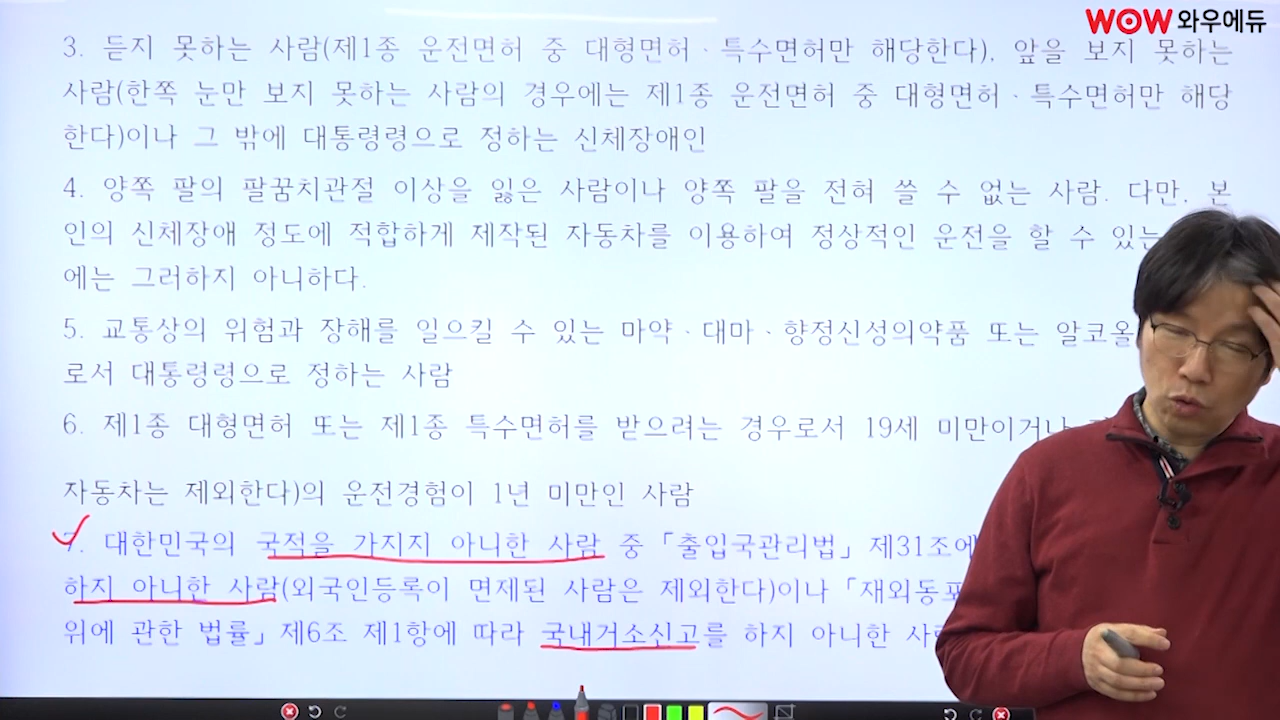 WOW 와우에듀
3. 듣지 못하는 사람(제1종 운전면허 중 대형면허 · 특수면허만 해당한다), 앞을 보지 못하는
사람(한쪽 눈만 보지 못하는 사람의 경우에는 제1종 운전면허 중 대형면허 · 특수면허만 해당
한다)이나 그 밖에 대통령령으로 정하는 신체장애인
4. 양쪽 팔의 팔꿈치관절 이상을 잃은 사람이나 양쪽 팔을 전혀 쓸 수 없는 사람. 다만, 본
인의 신체장애 정도에 적합하게 제작된 자동차를 이용하여 정상적인 운전을 할 수 있는
에는 그러하지 아니하다.
5. 교통상의 위험과 장해를 일으킬 수 있는 마약 · 대마 · 향정신성의약품 또는 알코올
로서 대통령령으로 정하는 사람
6. 제1종 대형면허 또는 제1종 특수면허를 받으려는 경우로서 19세 미만이거나
자동차는 제외한다)의 운전경험이 1년 미만인 사람
7. 대한민국의 국적을 가지지 아니한 사람 중 「출입국관리법」 제31조에
하지 아니한 사람(외국인등록이 면제된 사람은 제외한다)이나 「재외동포
위에 관한 법률」 제6조 제1항에 따라 국내거소신고를 하지 아니한